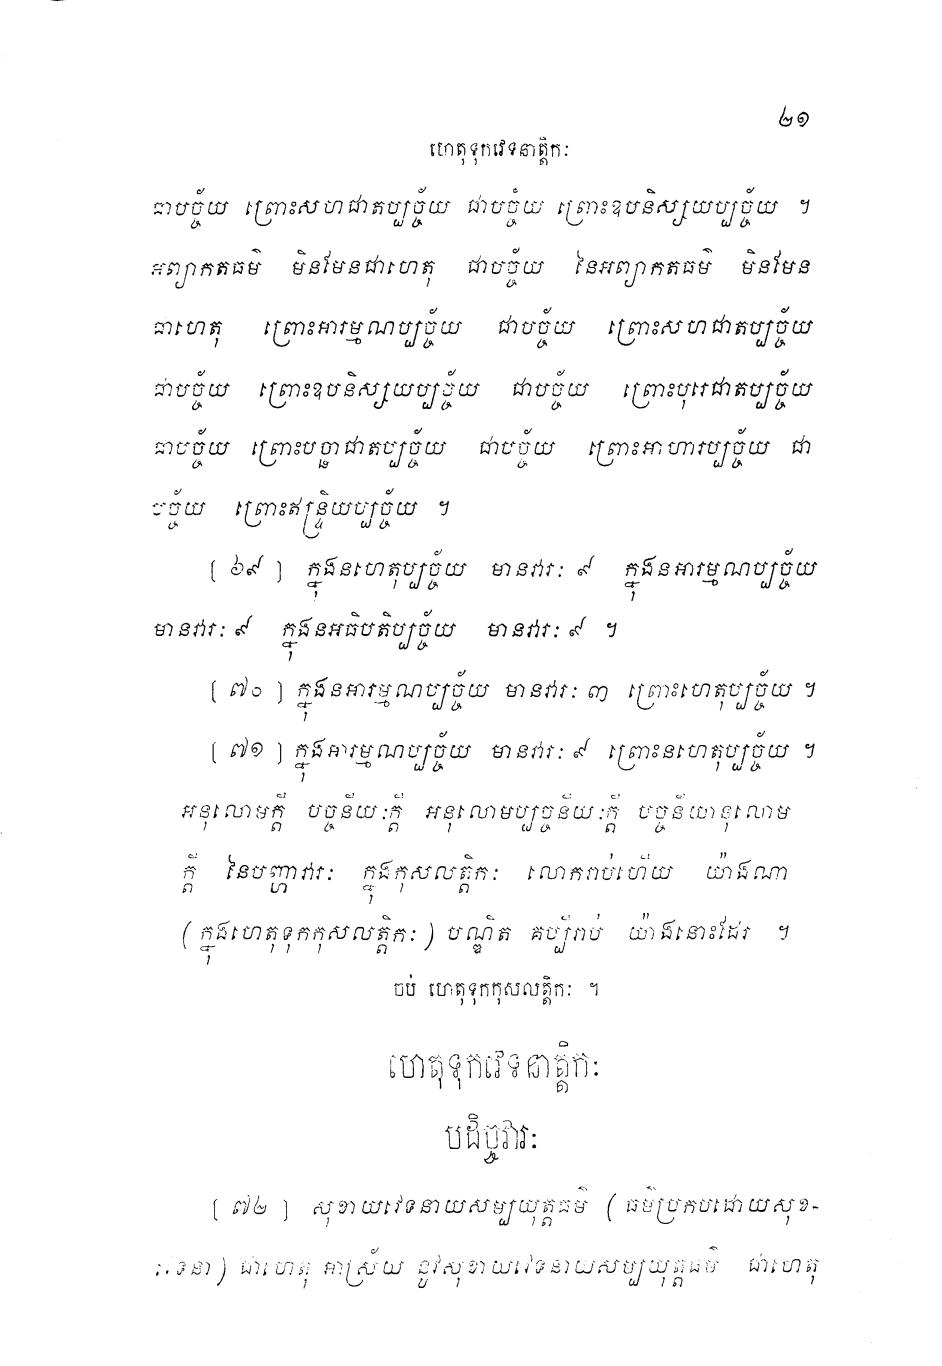 ២១
ហេតុទុកវេទនាត្តិកៈ
ជាបច្ច័យ ព្រោះសហជាតប្បច្ច័យ ជាបច្ច័យ ព្រោះឧបនិស្សយប្បច្ច័យ ។
អព្យាកតធម៌ មិនមែនជាហេតុ ជាបច្ច័យ នៃអព្យាកតធម៌ មិនមែន
ជាហេតុ ព្រោះអារម្មណប្បច្ច័យ ជាបច្ច័យ ព្រោះសហជាតប្បច្ច័យ
ជាបច្ច័យ ព្រោះឧបនិស្សយប្បច្ច័យ ជាបច្ច័យ ព្រោះបុរេជាតប្បច្ច័យ
ជាបច្ច័យ ព្រោះបច្ឆាជាតប្បច្ច័យ ជាបច្ច័យ ព្រោះអាហារប្បច្ច័យ ជា
បច្ច័យ ព្រោះឥន្ទ្រិយប្បច្ច័យ ។
[ ៦៩ ] ក្នុងនហេតុប្បច្ច័យ មានវារៈ ៩ ក្នុងនអារម្មណប្បច្ច័យ
មានវារៈ ៩ ក្នុងនអធិបតិប្បច្ច័យ មានវារៈ ៩ ។
[ ៧០ ] ក្នុងនអារម្មណប្បច្ច័យ មានវារៈ ៣ ព្រោះហេតុប្បច្ច័យ ។
[ ៧១ ] ក្នុងអារម្មណប្បច្ច័យ មានវារៈ ៩ ព្រោះនហេតុប្បច្ច័យ ។
អនុលោមក្តី បច្ចនីយៈក្តី អនុលោមប្បច្ចនីយៈក្តី បច្ចនីយានុលោម
ក្តី នៃបញ្ហាវារៈ ក្នុងកុសលត្តិកៈ លោករាប់ហើយ យ៉ាងណា
(ក្នុងហេតុទុកកុសលត្តិកៈ) បណ្ឌិត គប្បីរាប់ យ៉ាងនោះដែរ ។
ចប់ ហេតុទុកកុសលត្តិកៈ ។
ហេតុទុកវេទនាត្តិកៈ
បដិច្ចវារៈ
[ ៧២ ] សុខាយវេទនាយសម្បយុត្តធម៌ (ធម៌ប្រកបដោយសុខ-
វេទនា) ជាហេតុ អាស្រ័យ នូវសុខាយវេទនាយសម្បយុត្តធម៌ ជាហេតុ